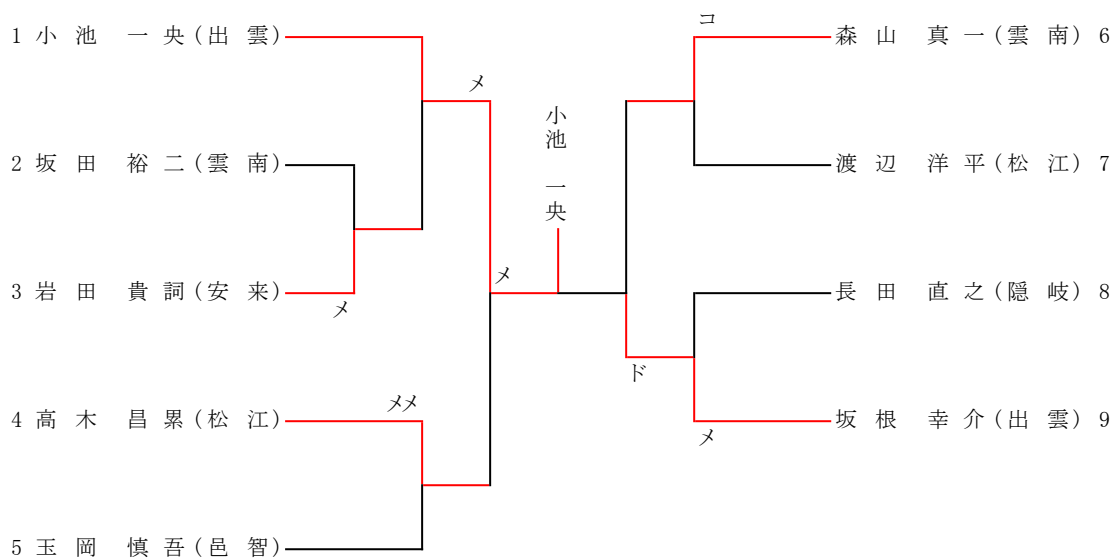 1 小池 一央(出雲)
2 坂田 裕二(雲南)
3 岩田 貴詞(安来)
4 高木 昌累(松江)
5 玉岡 慎吾(邑智)
メ
メ
メメ
メ
小池 一央
コ
ド
メ
森山 真一(雲南) 6
渡辺 洋平(松江) 7
長田 直之(隠岐) 8
坂根 幸介(出雲) 9